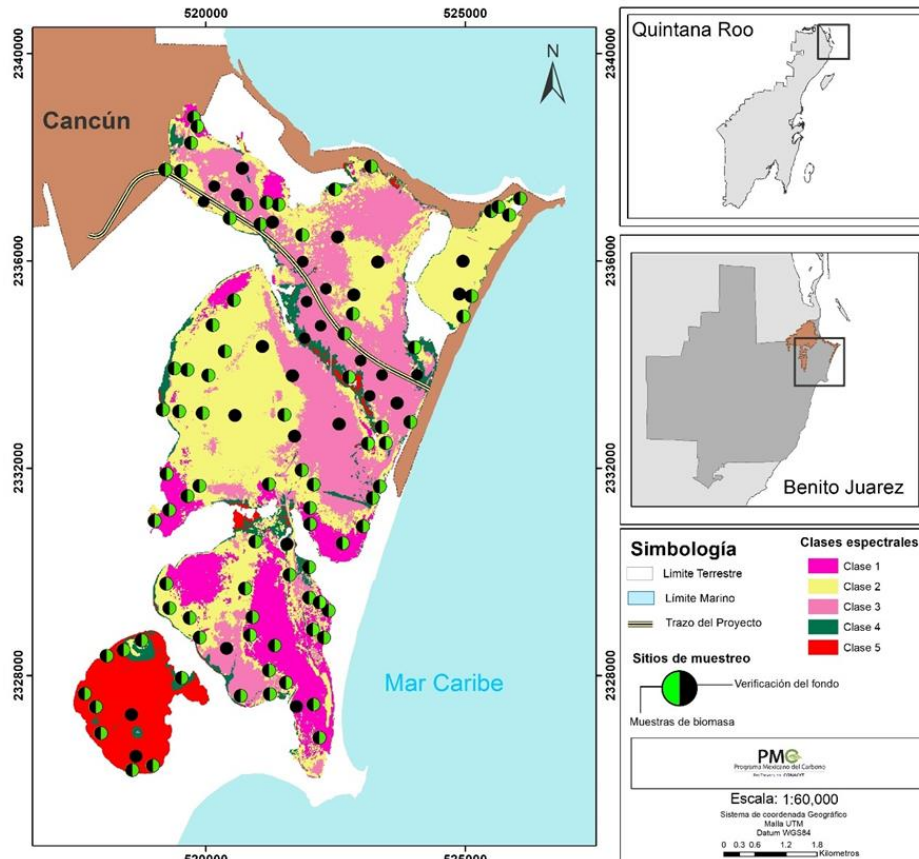 520000
525000
2340000
2340000
N
Cancún
2336000
2336000
2332000
2332000
2328000
2328000
Mar Caribe
520000
525000
Quintana Roo
Benito Juarez
Simbología
Límite Terrestre
Límite Marino
Trazo del Proyecto
Clases espectrales
Clase 1
Clase 2
Clase 3
Clase 4
Clase 5
Sitios de muestreo
Verificación del fondo
Muestras de biomasa
PMC
Programa Mexicano del Carbono
Escala: 1:60,000
Sistema de coordenada Geográfico
Malla UTM
Datum WGS84
0 0.3 0.6 1.2 1.8
Kilometros